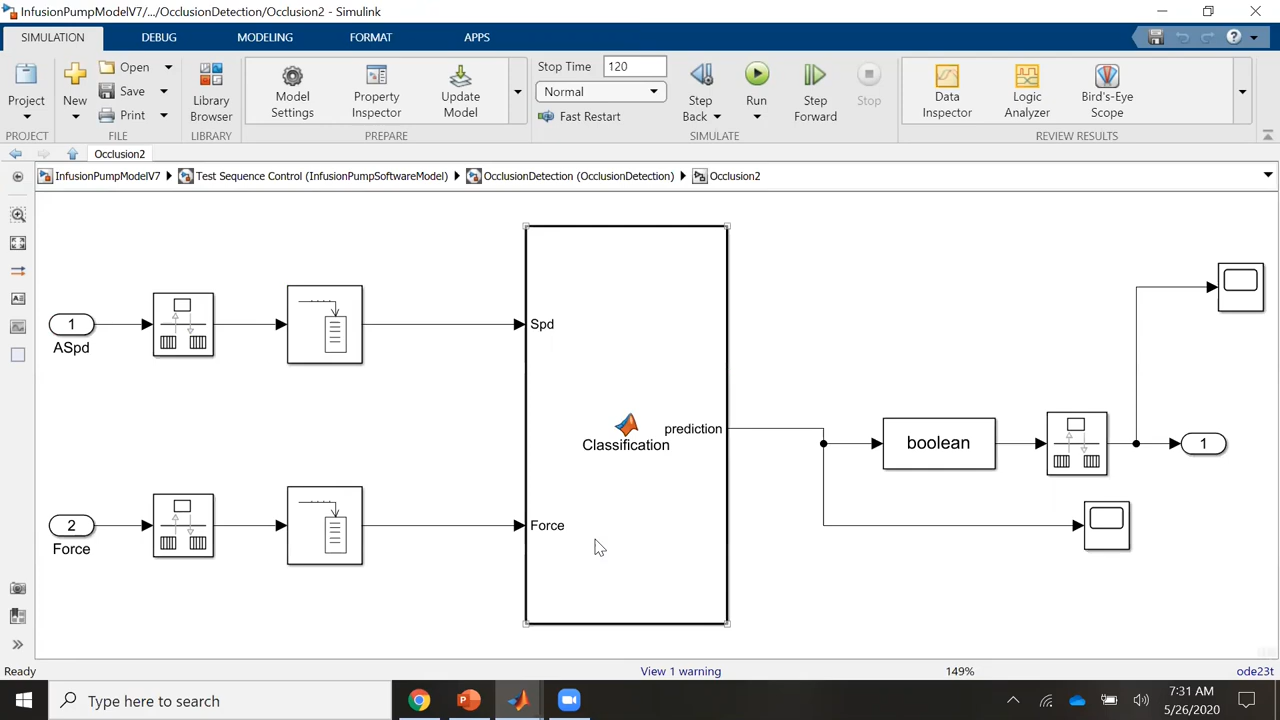 InfusionPumpModelV7/.../OcclusionDetection/Occlusion2 - Simulink
SIMULATION DEBUG MODELING FORMAT APPS
Project
New
Open
Save
Print
Library
Browser
Model
Settings
Property
Inspector
Update
Model
Stop Time 120
Normal
Fast Restart
Step
Back
Run
Step
Forward
Stop
Data
Inspector
Logic
Analyzer
Bird's-Eye
Scope
PROJECT FILE LIBRARY PREPARE SIMULATE REVIEW RESULTS
Occlusion2
InfusionPumpModelV7 Test Sequence Control (InfusionPumpSoftwareModel) OcclusionDetection (OcclusionDetection) Occlusion2
1
ASpd
Spd
Classification
prediction
boolean
1
2
Force
Force
Ready View 1 warning 149% ode23t
Type here to search
7:31 AM
5/26/2020